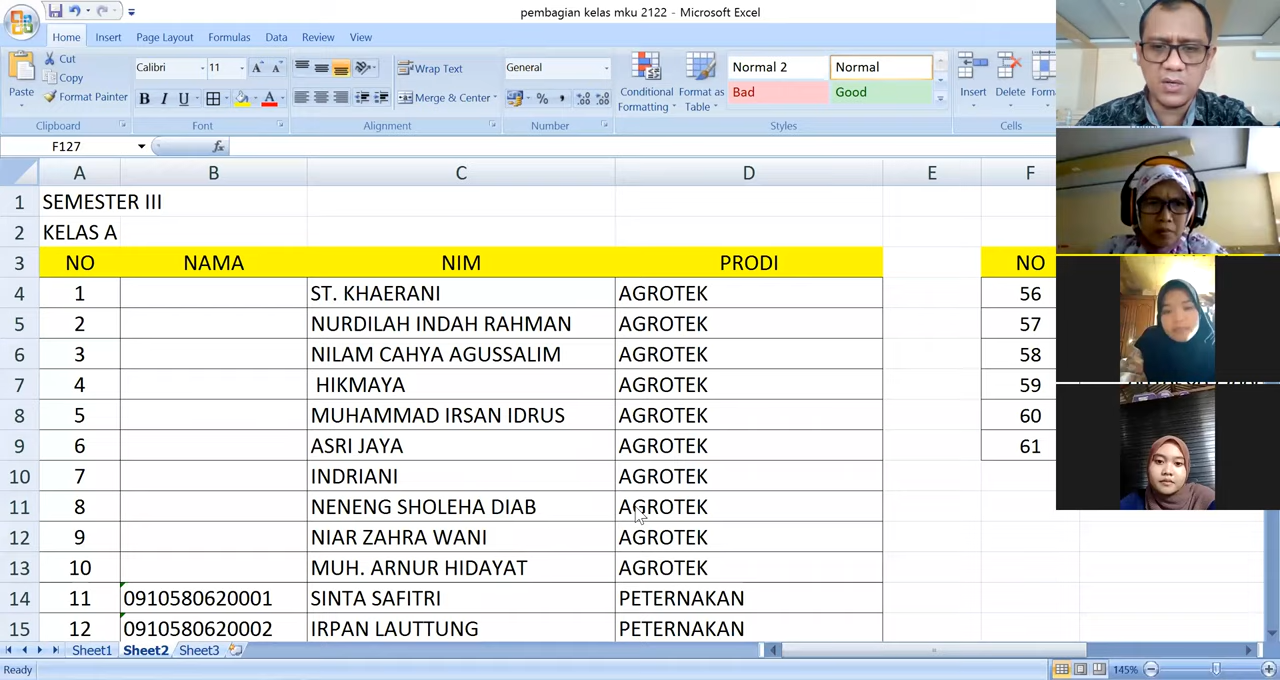 pembagian kelas mku 2122 - Microsoft Excel
Home Insert Page Layout Formulas Data Review View
Cut
Copy
Format Painter
Paste
Calibri 11
B I U
Wrap Text
Merge & Center
General
Conditional Formatting
Format as Table
Normal 2 Normal
Bad Good
Insert Delete
Clipboard Font Alignment Number Styles Cells
F127
A B C D E F
1 SEMESTER III
2 KELAS A
3 NO NAMA NIM PRODI NO
4 1 ST. KHAERANI AGROTEK 56
5 2 NURDILAH INDAH RAHMAN AGROTEK 57
6 3 NILAM CAHYA AGUSSALIM AGROTEK 58
7 4 HIKMAYA AGROTEK 59
8 5 MUHAMMAD IRSAN IDRUS AGROTEK 60
9 6 ASRI JAYA AGROTEK 61
10 7 INDRIANI AGROTEK
11 8 NENENG SHOLEHA DIAB AGROTEK
12 9 NIAR ZAHRA WANI AGROTEK
13 10 MUH. ARNUR HIDAYAT AGROTEK
14 11 0910580620001 SINTA SAFITRI PETERNAKAN
15 12 0910580620002 IRPAN LAUTTUNG PETERNAKAN
Sheet1 Sheet2 Sheet3
Ready 145%